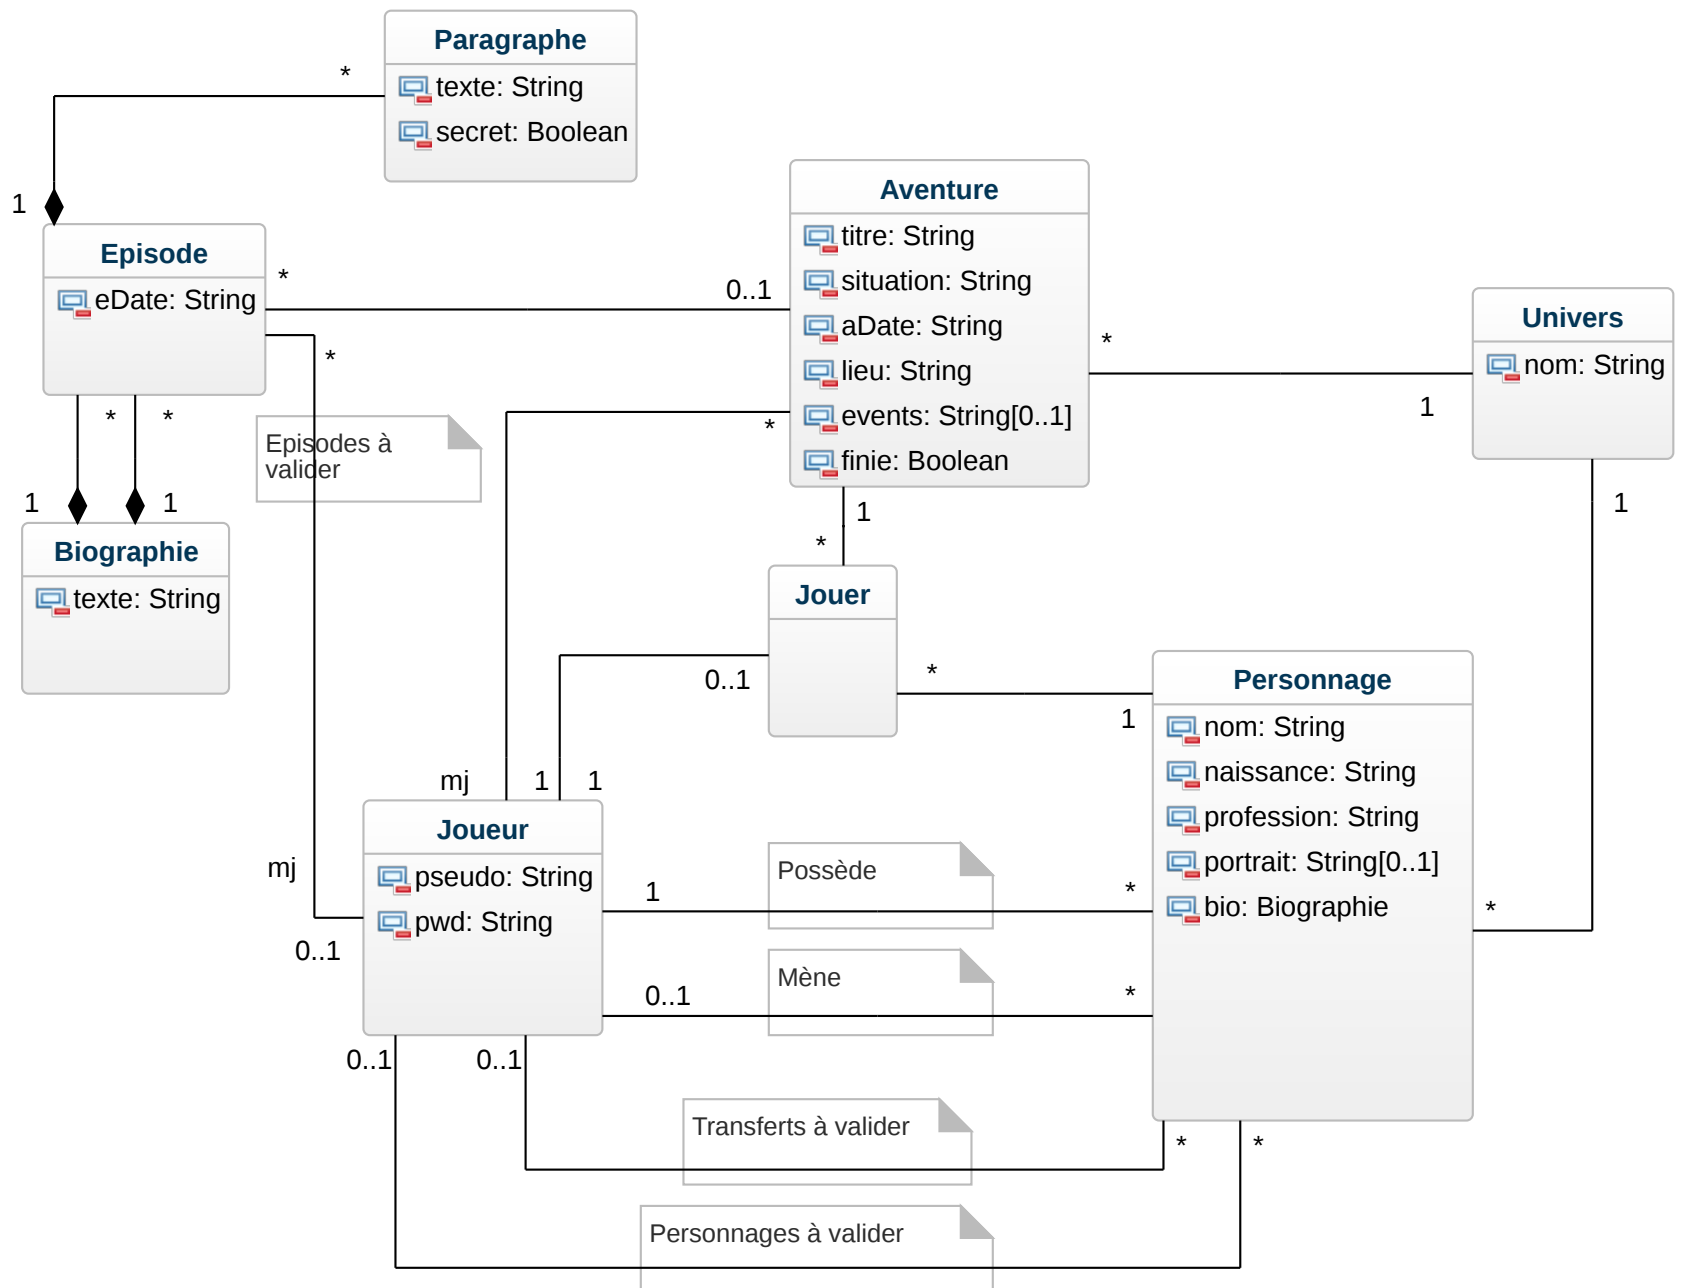 Paragraphe
texte: String
secret: Boolean
*
1
Episode
eDate: String
*
0..1
Aventure
titre: String
situation: String
aDate: String
lieu: String
events: String[0..1]
finie: Boolean
*
1
Univers
nom: String
*
*
*
1
1
Biographie
texte: String
Episodes à
valider
*
1
*
1
Jouer
0..1
*
1
Personnage
nom: String
naissance: String
profession: String
portrait: String[0..1]
bio: Biographie
*
mj
1
1
Joueur
pseudo: String
pwd: String
mj
0..1
1
Possède
*
0..1
Mène
*
0..1
0..1
Transferts à valider
*
*
Personnages à valider